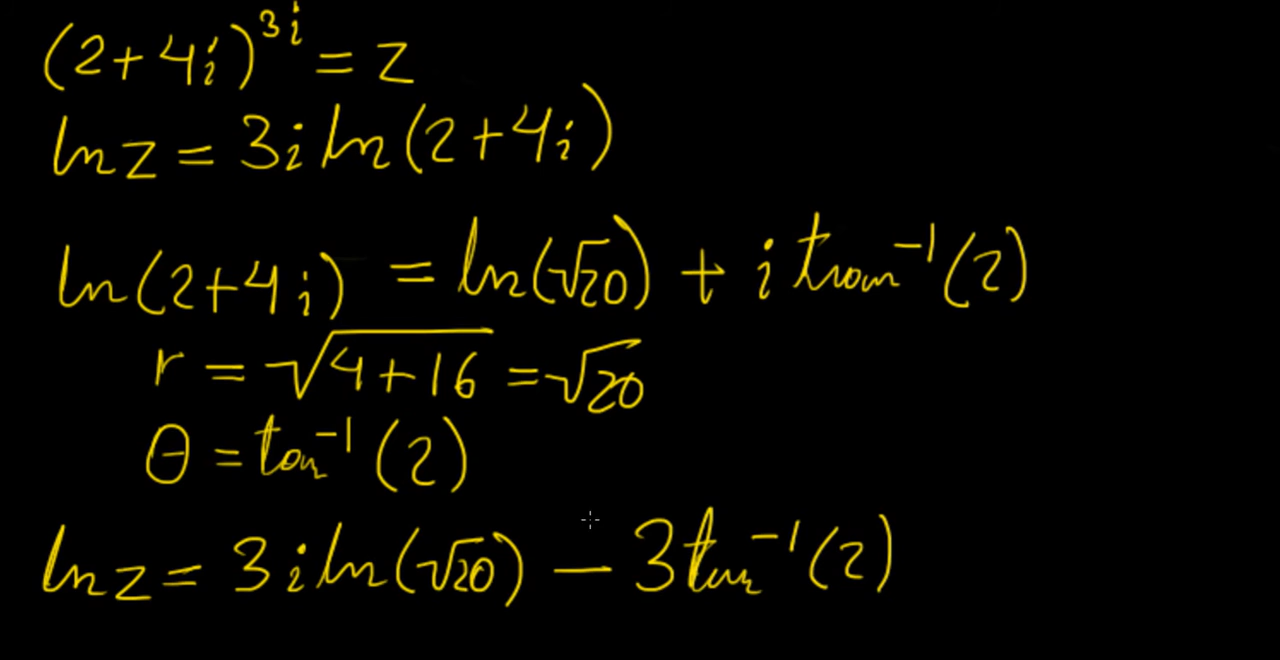 (2+4i)^{3i} = z
ln z = 3i ln(2+4i)
ln(2+4i) = ln(√20) + i tan⁻¹(2)
r = √(4+16) = √20
θ = tan⁻¹(2)
ln z = 3i ln(√20) − 3 tan⁻¹(2)